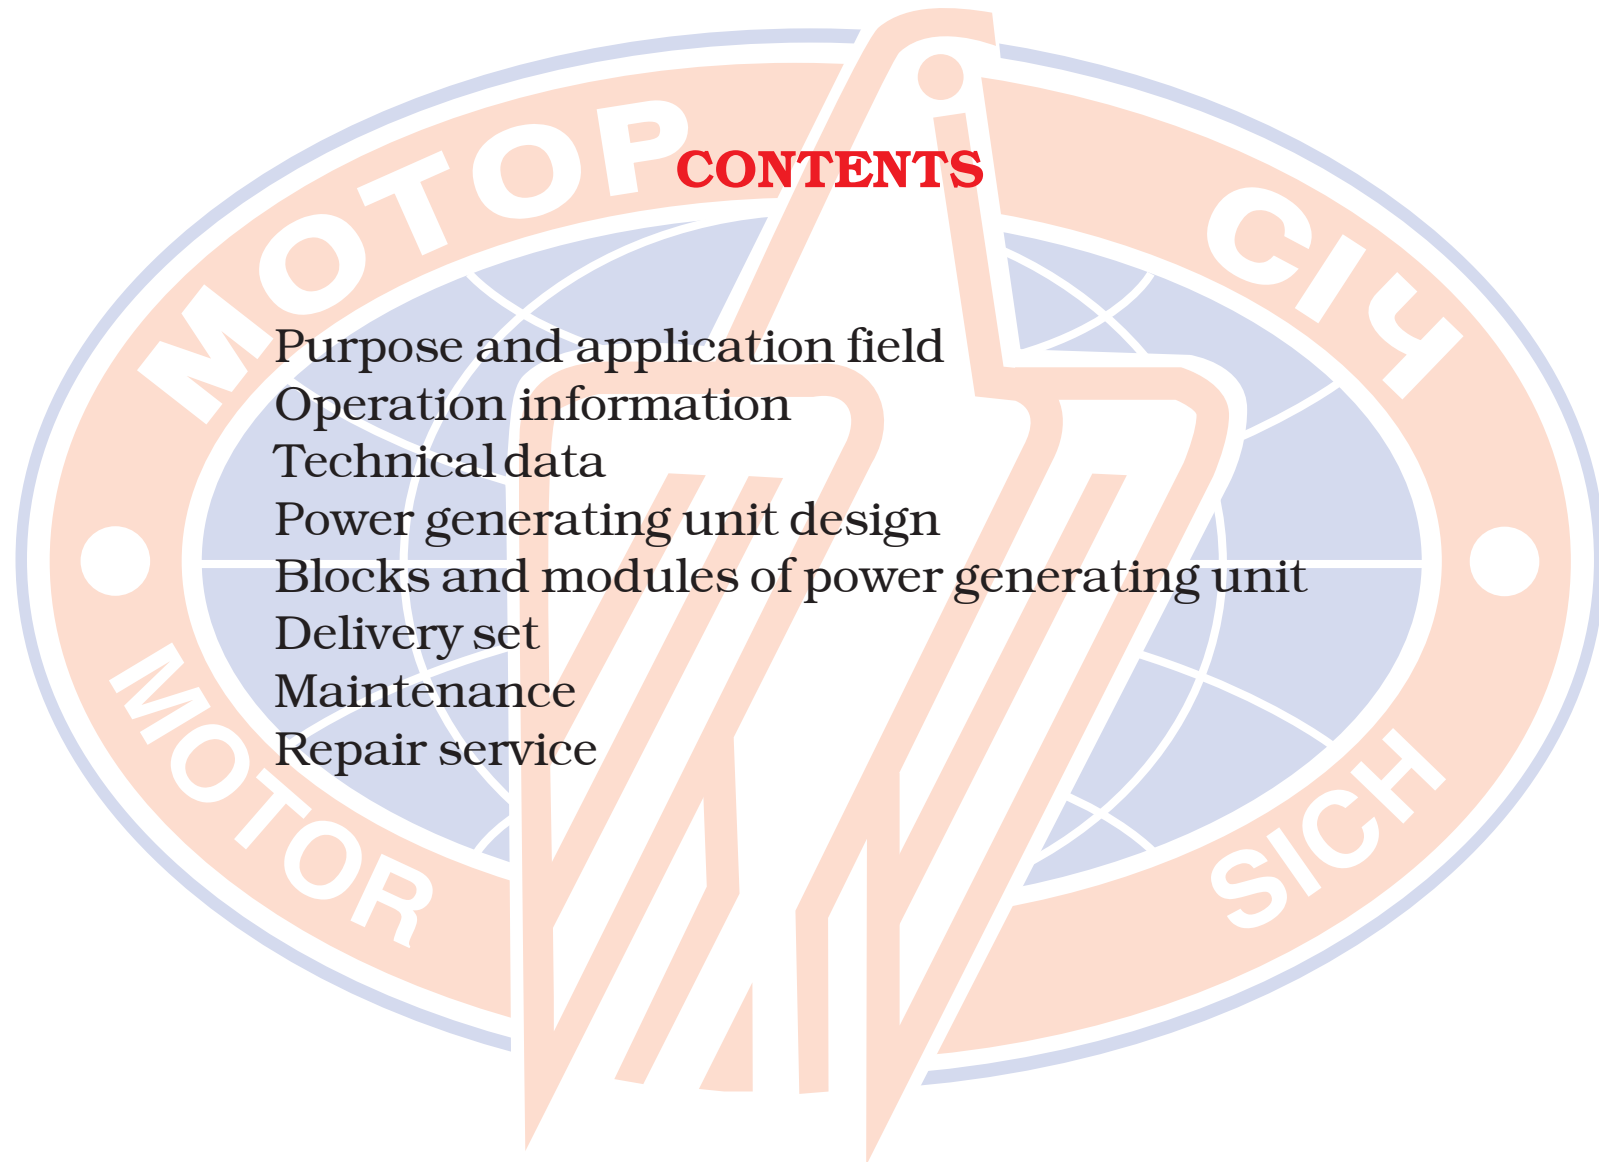 МОТОР
СІЧ
CONTENTS
Purpose and application field
Operation information
Technical data
Power generating unit design
Blocks and modules of power generating unit
Delivery set
Maintenance
Repair service
MOTOR
SICH